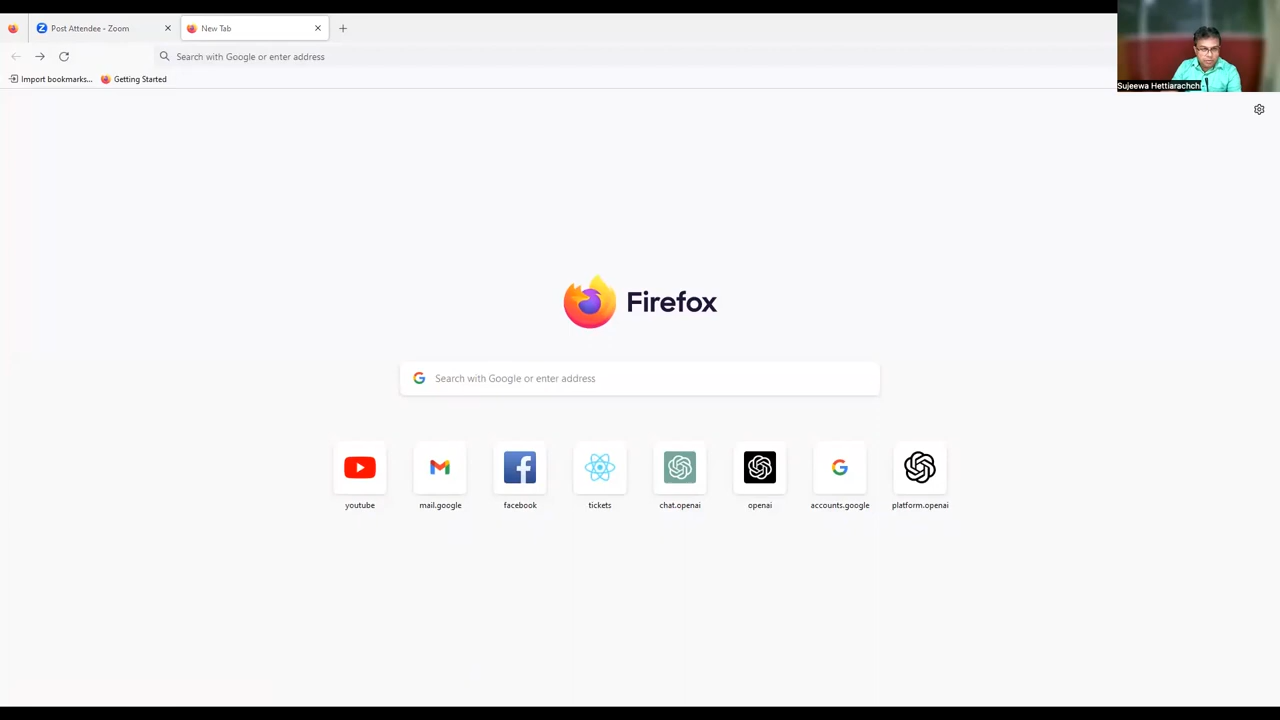 Post Attendee - Zoom
New Tab
Search with Google or enter address
Import bookmarks...
Getting Started
Sujeewa Hettiarachchi
Firefox
Search with Google or enter address
youtube
mail.google
facebook
tickets
chat.openai
openai
accounts.google
platform.openai